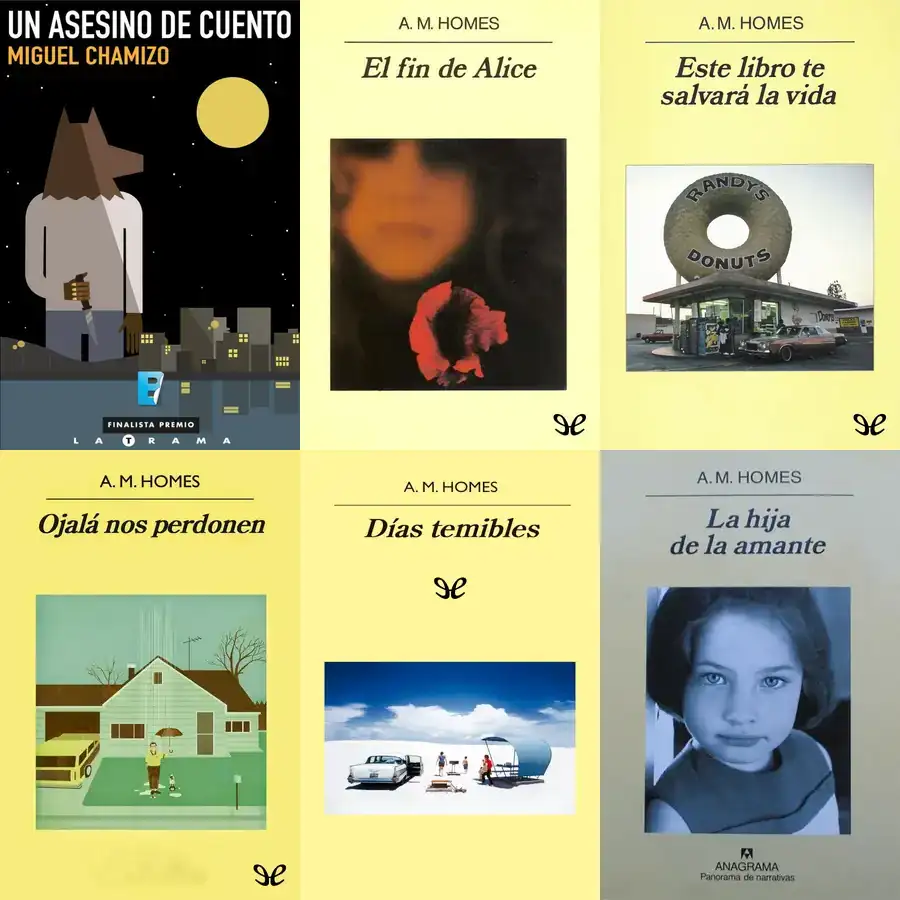 UN ASESINO DE CUENTO
MIGUEL CHAMIZO
FINALISTA PREMIO
LA TRAMA
A. M. HOMES
El fin de Alice
A. M. HOMES
Este libro te
salvará la vida
RANDY'S
DONUTS
A. M. HOMES
Ojalá nos perdonen
A. M. HOMES
Días temibles
A. M. HOMES
La hija
de la amante
ANAGRAMA
Panorama de narrativas